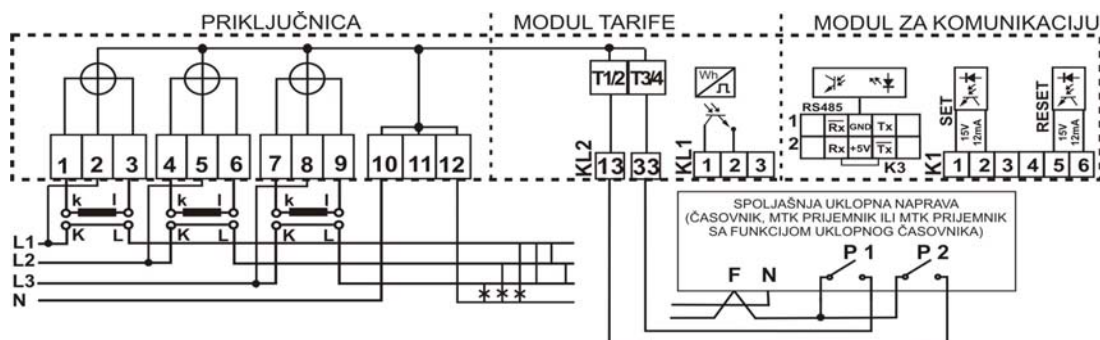 PRIKLJUČNICA MODUL TARIFE MODUL ZA KOMUNIKACIJU
T1/2 T3/4 Wh
RS485
1 Rx GND Tx
2 Rx +5V Tx
K3
SET 15V 12mA
RESET 15V 12mA
1 2 3 4 5 6 7 8 9 10 11 12
KL2 13 33
KL1 1 2 3
K1 1 2 3 4 5 6
k l k l k l
K L K L K L
L1
L2
L3
N
SPOLJAŠNJA UKLOPNA NAPRAVA
(ČASOVNIK, MTK PRIJEMNIK ILI MTK PRIJEMNIK
SA FUNKCIJOM UKLOPNOG ČASOVNIKA)
F N P 1 P 2